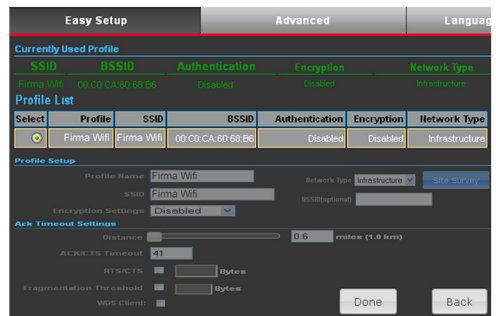 Easy Setup Advanced Languag
Currently Used Profile
SSID BSSID Authentication Encryption Network Type
Firma Wifi 00:C0:CA:60:68:B6 Disabled Disabled Infrastructure
Profile List
Select Profile SSID BSSID Authentication Encryption Network Type
Firma Wifi Firma Wifi 00:C0:CA:60:68:B6 Disabled Disabled Infrastructure
Profile Setup
Profile Name Firma Wifi Network Type Infrastructure Site Survey
SSID Firma Wifi BSSID(optional)
Encryption Settings Disabled
Ack Timeout Settings
Distance 0.6 miles (1.0 km)
ACK/CTS Timeout 41
RTS/CTS Bytes
Fragmentation Threshold Bytes
WDS Client:
Done Back